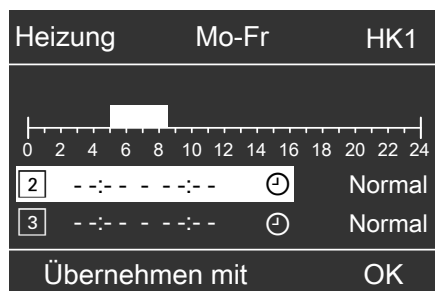 Heizung Mo-Fr HK1
0 2 4 6 8 10 12 14 16 18 20 22 24
2 - -:- - - - -:- - Normal
3 - -:- - - - -:- - Normal
Übernehmen mit OK